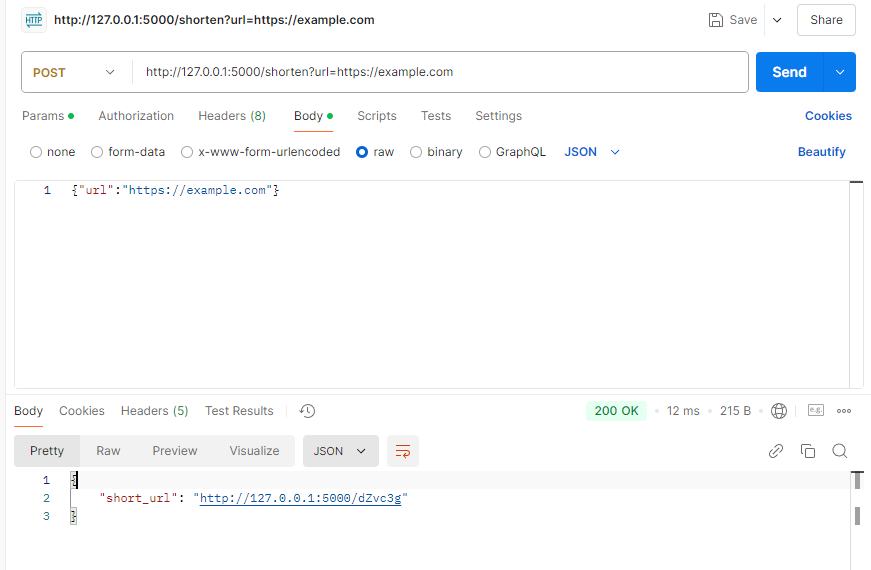 HTTP http://127.0.0.1:5000/shorten?url=https://example.com Save Share
POST http://127.0.0.1:5000/shorten?url=https://example.com Send
Params Authorization Headers (8) Body Scripts Tests Settings Cookies
none form-data x-www-form-urlencoded raw binary GraphQL JSON Beautify
1 {"url":"https://example.com"}
Body Cookies Headers (5) Test Results 200 OK 12 ms 215 B e.g.
Pretty Raw Preview Visualize JSON
1 {
2 "short_url": "http://127.0.0.1:5000/dZvc3g"
3 }